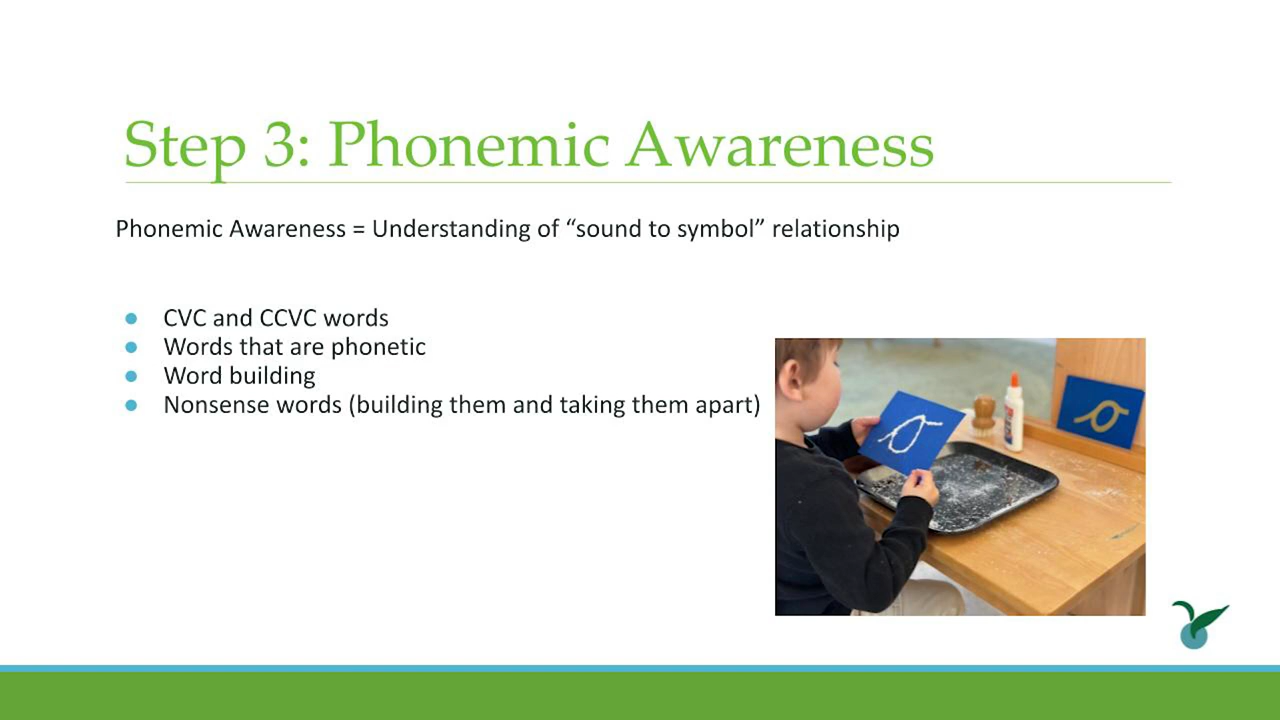 Step 3: Phonemic Awareness
Phonemic Awareness = Understanding of “sound to symbol” relationship
● CVC and CCVC words
● Words that are phonetic
● Word building
● Nonsense words (building them and taking them apart)